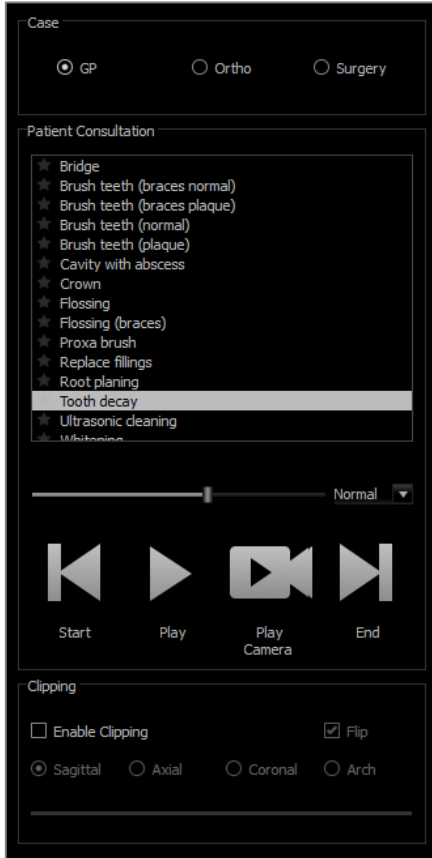 Case
GP Ortho Surgery
Patient Consultation
Bridge
Brush teeth (braces normal)
Brush teeth (braces plaque)
Brush teeth (normal)
Brush teeth (plaque)
Cavity with abscess
Crown
Flossing
Flossing (braces)
Proxa brush
Replace fillings
Root planing
Tooth decay
Ultrasonic cleaning
Whitening
Normal
Start Play Play Camera End
Clipping
Enable Clipping Flip
Sagittal Axial Coronal Arch